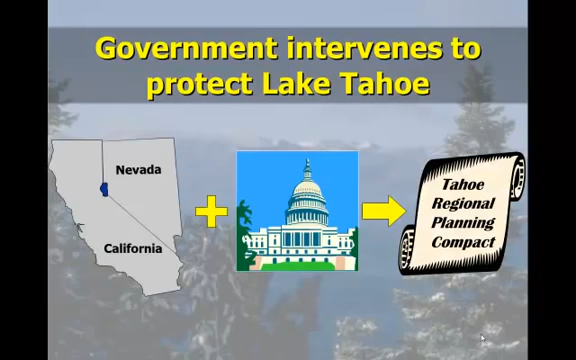 Government intervenes to
protect Lake Tahoe
Nevada
California
Tahoe
Regional
Planning
Compact